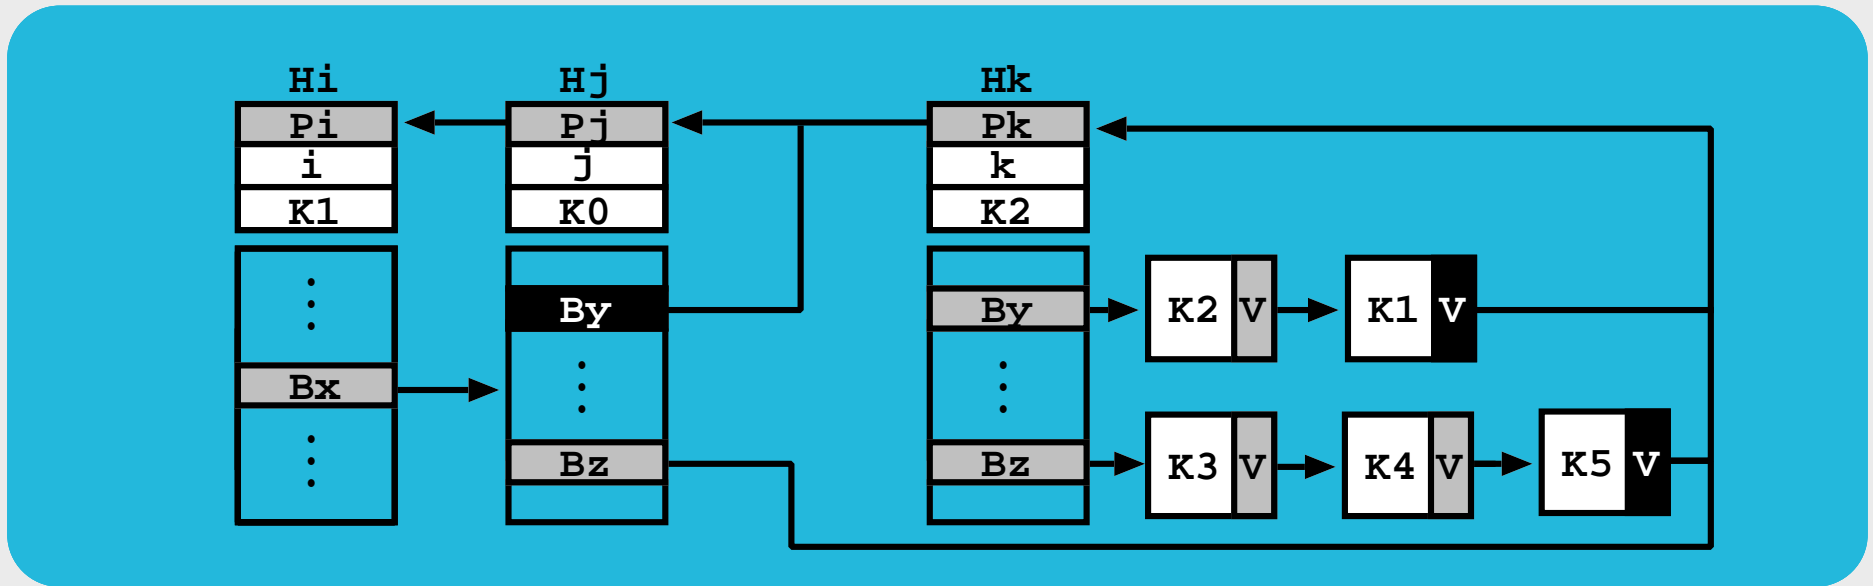 Hi Hj Hk
Pi Pj Pk
i j k
K1 K0 K2
By By K2 V K1 V
Bx
Bz Bz K3 V K4 V K5 V